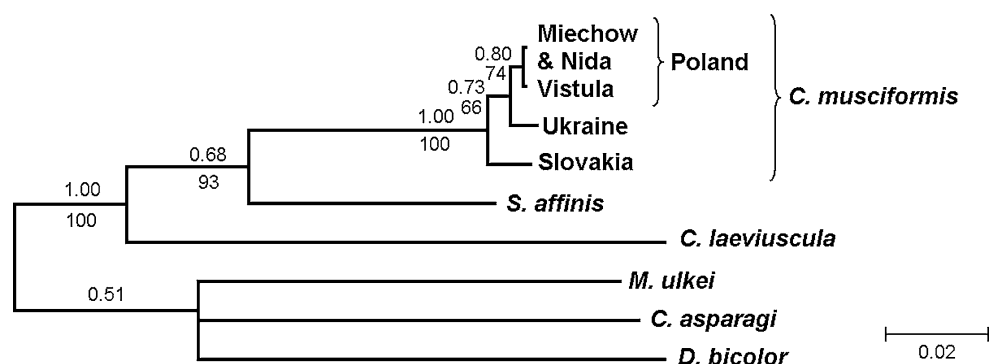 Miechow
& Nida
Vistula
Poland
C. musciformis
Ukraine
Slovakia
S. affinis
C. laeviuscula
M. ulkei
C. asparagi
D. bicolor
0.80
74
0.73
66
1.00
100
0.68
93
1.00
100
0.51
0.02